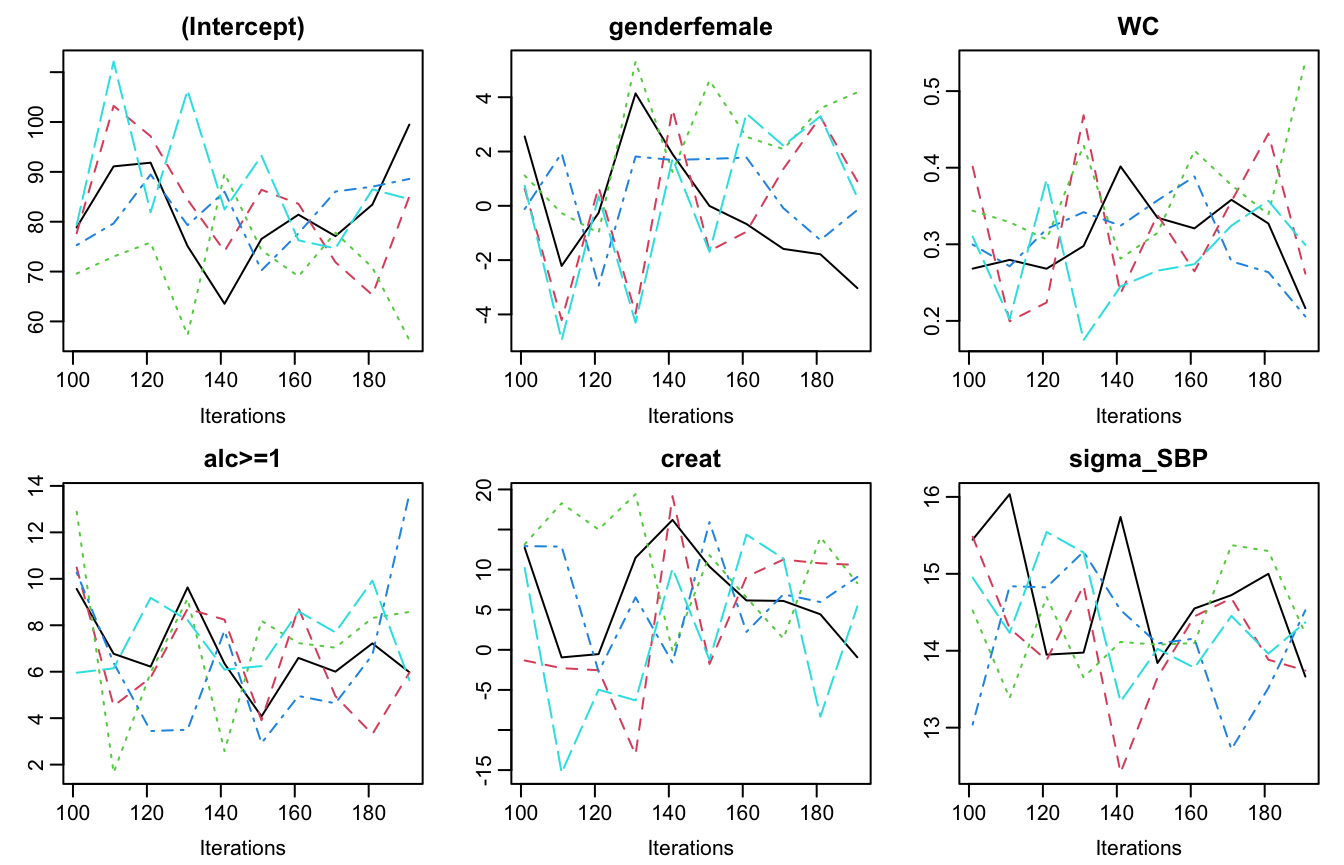 (Intercept)
60 70 80 90 100
100 120 140 160 180
Iterations
genderfemale
-4 -2 0 2 4
100 120 140 160 180
Iterations
WC
0.2 0.3 0.4 0.5
100 120 140 160 180
Iterations
alc>=1
2 4 6 8 10 12 14
100 120 140 160 180
Iterations
creat
-15 -5 0 5 10 20
100 120 140 160 180
Iterations
sigma_SBP
13 14 15 16
100 120 140 160 180
Iterations